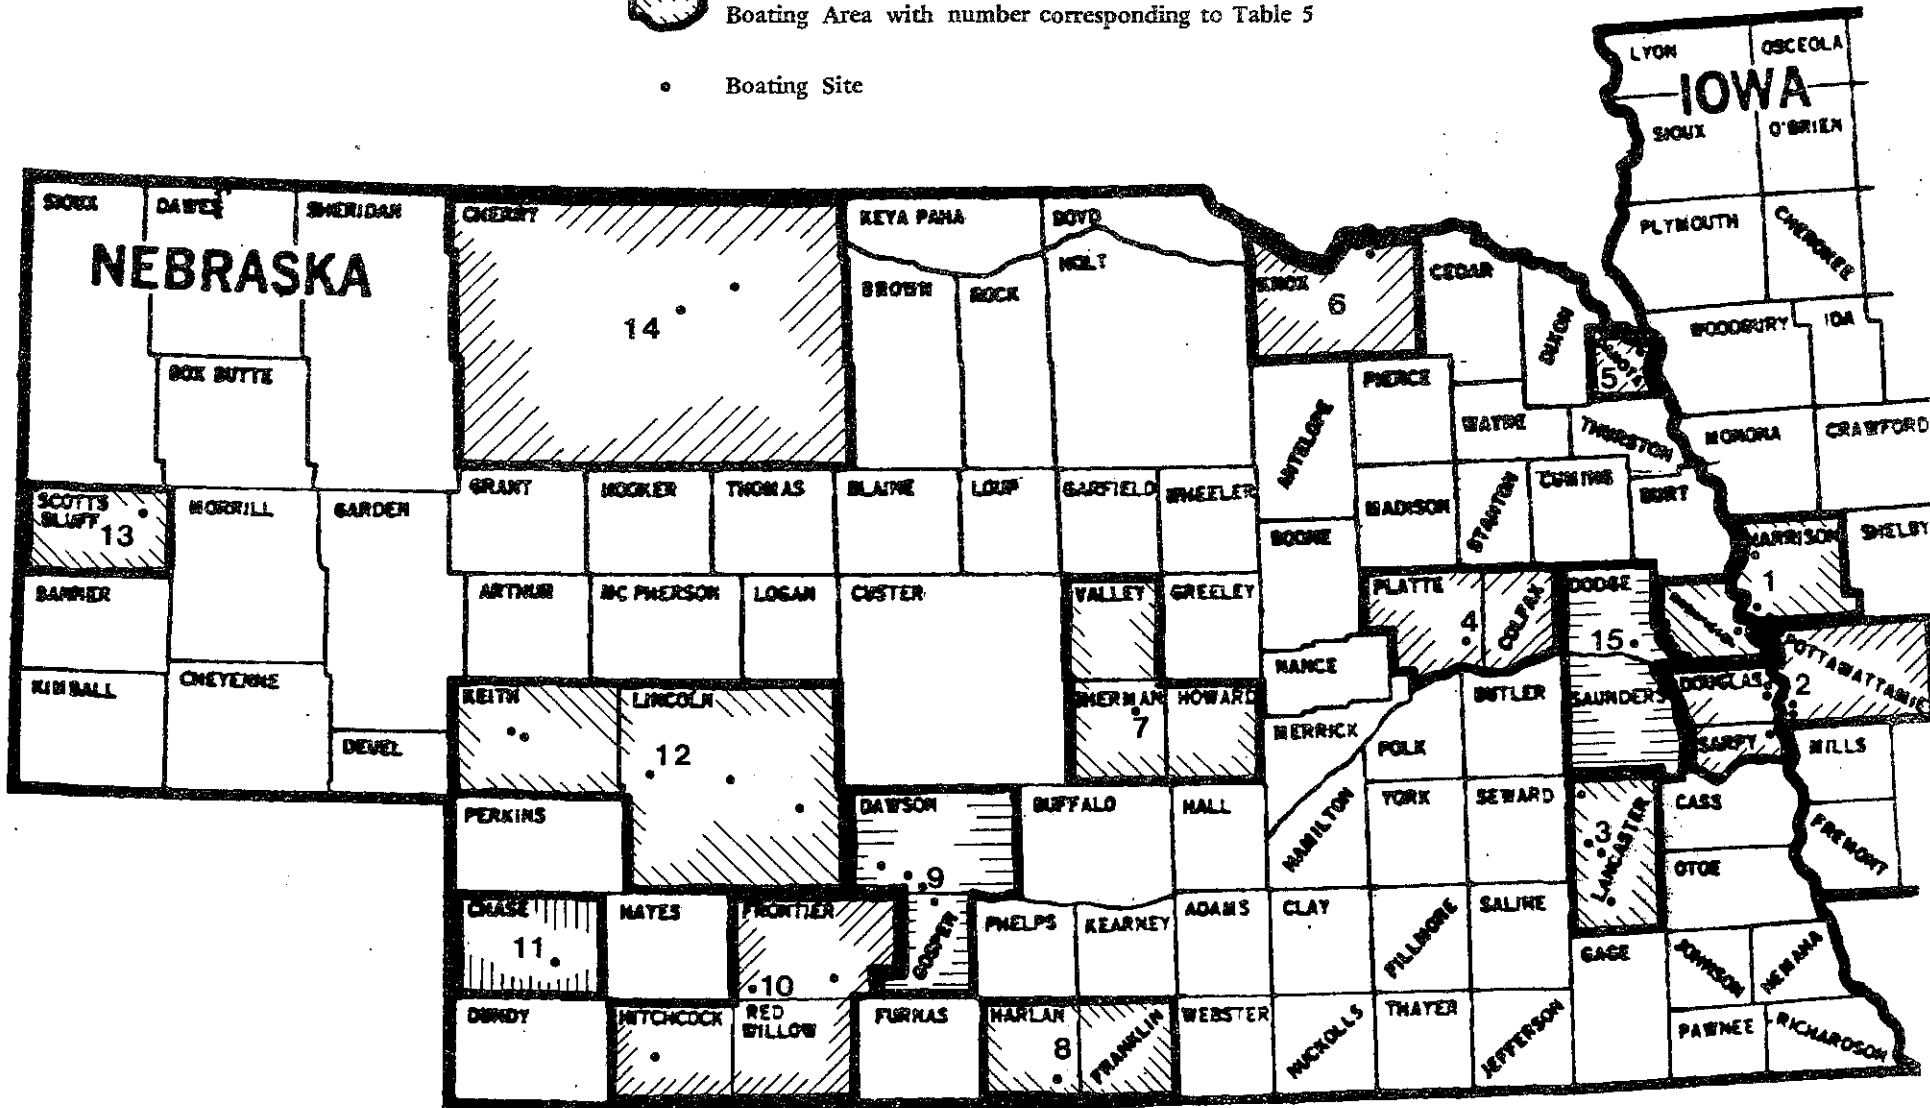 Boating Area with number corresponding to Table 5
Boating Site
LYON
OSCEOLA
IOWA
SIOUX
O'BRIEN
PLYMOUTH
CHEROKEE
WOODBURY
IDA
MONONA
CRAWFORD
HARRISON
SHELBY
1
POTTAWATTAMIE
2
MILLS
FREMONT
NEBRASKA
SIOUX
DAWES
SHERIDAN
CHERRY
14
KEYA PAHA
BOYD
BROWN
ROCK
HOLT
KNOX
6
CEDAR
DIXON
5
BOX BUTTE
ANTELOPE
PIERCE
WAYNE
THURSTON
SCOTTS
BLUFF
13
MORRILL
GARDEN
GRANT
HOOKER
THOMAS
BLAINE
LOUP
GARFIELD
WHEELER
BOONE
MADISON
STANTON
CUMING
BURT
BANNER
ARTHUR
MC PHERSON
LOGAN
CUSTER
VALLEY
GREELEY
PLATTE
4
COLFAX
DODGE
15
KIMBALL
CHEYENNE
DEUEL
KEITH
LINCOLN
12
SHERMAN
7
HOWARD
NANCE
MERRICK
POLK
BUTLER
SAUNDERS
DOUGLAS
SARPY
PERKINS
DAWSON
9
BUFFALO
HALL
HAMILTON
YORK
SEWARD
3
LANCASTER
CASS
OTOE
CHASE
11
HAYES
FRONTIER
10
GOSPER
PHELPS
KEARNEY
ADAMS
CLAY
FILLMORE
SALINE
GAGE
JOHNSON
NEMAHA
DUNDY
HITCHCOCK
RED
WILLOW
FURNAS
HARLAN
8
FRANKLIN
WEBSTER
NUCKOLLS
THAYER
JEFFERSON
PAWNEE
RICHARDSON